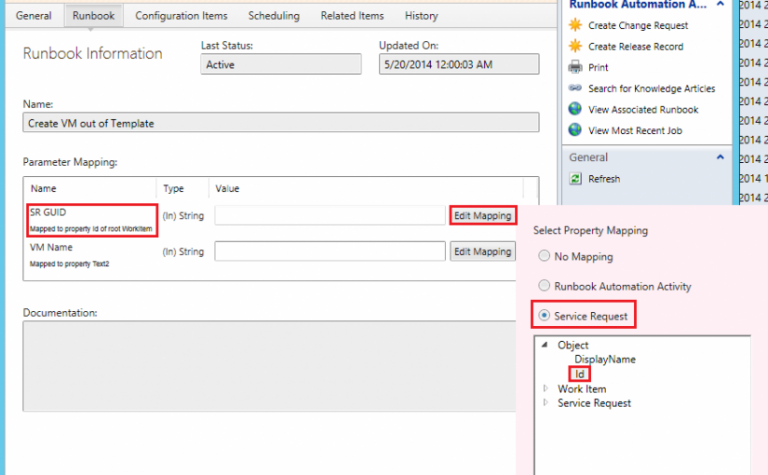 General Runbook Configuration Items Scheduling Related Items History
Runbook Information
Last Status:
Active
Updated On:
5/20/2014 12:00:03 AM
Name:
Create VM out of Template
Parameter Mapping:
Name Type Value
SR GUID
Mapped to property Id of root WorkItem
(In) String
Edit Mapping
VM Name
Mapped to property Text2
(In) String
Edit Mapping
Documentation:
Runbook Automation A...
Create Change Request
Create Release Record
Print
Search for Knowledge Articles
View Associated Runbook
View Most Recent Job
General
Refresh
Select Property Mapping
No Mapping
Runbook Automation Activity
Service Request
Object
DisplayName
Id
Work Item
Service Request
2014 2
2014 2
2014 2
2014 2
2014 2
2014 2
2014 2
2014 2
2014 2
2014 1
2014 2